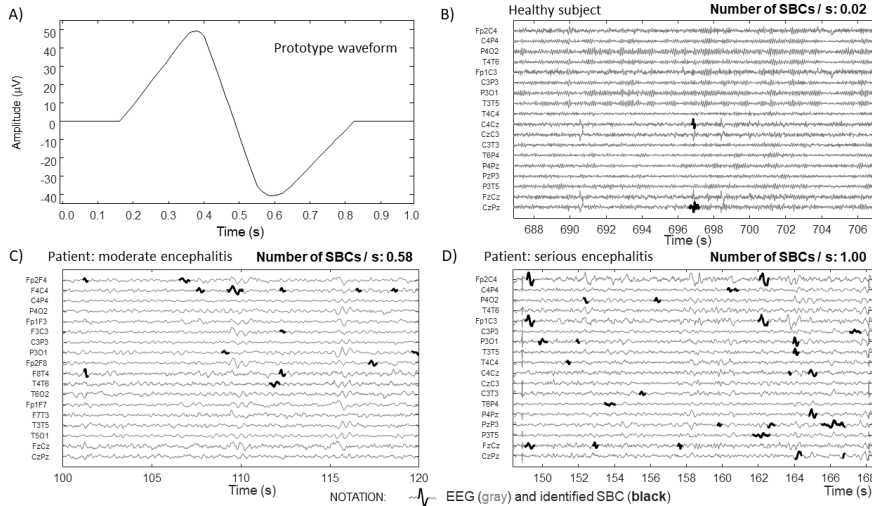 A)
Prototype waveform
Amplitude (µV)
50
40
30
20
10
0
-10
-20
-30
-40
0.0 0.1 0.2 0.3 0.4 0.5 0.6 0.7 0.8 0.9 1.0
Time (s)
B) Healthy subject Number of SBCs / s: 0.02
Fp2C4
C4P4
P4O2
T4T6
Fp1C3
C3P3
P3O1
T3T5
T4C4
C4Cz
CzC3
C3T3
T6P4
P4Pz
PzP3
P3T5
FzCz
CzPz
688 690 692 694 696 698 700 702 704 706
Time (s)
C) Patient: moderate encephalitis Number of SBCs / s: 0.58
Fp2F4
F4C4
C4P4
P4O2
Fp1F3
F3C3
C3P3
P3O1
Fp2F8
F8T4
T4T6
T6O2
Fp1F7
F7T3
T3T5
T5O1
FzCz
CzPz
100 105 110 115 120
Time (s)
D) Patient: serious encephalitis Number of SBCs / s: 1.00
Fp2C4
C4P4
P4O2
T4T6
Fp1C3
C3P3
P3O1
T3T5
T4C4
C4Cz
CzC3
C3T3
T6P4
P4Pz
PzP3
P3T5
FzCz
CzPz
150 152 154 156 158 160 162 164 166 168
Time (s)
NOTATION: EEG (gray) and identified SBC (black)